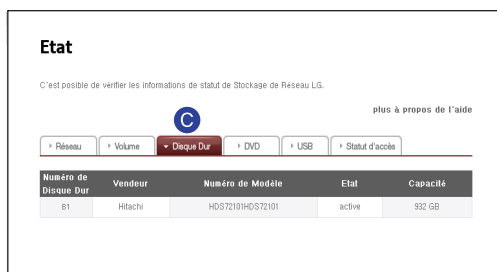 Etat
C'est posible de vérifier les informations de statut de Stockage de Réseau LG.
plus à propos de l'aide
C
Réseau Volume Disque Dur DVD USB Statut d'accès
Numéro de Disque Dur Vendeur Numéro de Modèle Etat Capacité
B1 Hitachi HDS72101HDS72101 active 932 GB